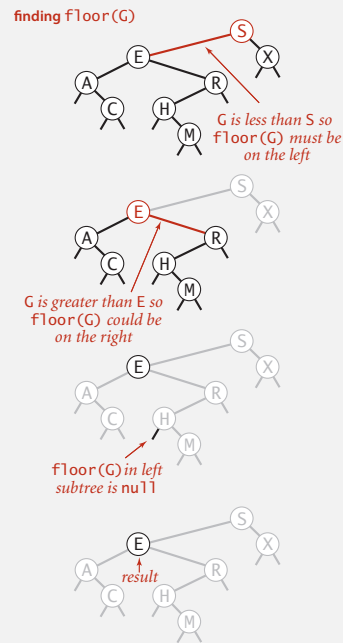 finding floor(G)
S
E
X
A
R
C
H
M
G is less than S so
floor(G) must be
on the left
S
E
X
A
R
C
H
M
G is greater than E so
floor(G) could be
on the right
S
E
X
A
R
C
H
M
floor(G)in left
subtree is null
S
E
X
A
R
result
C
H
M